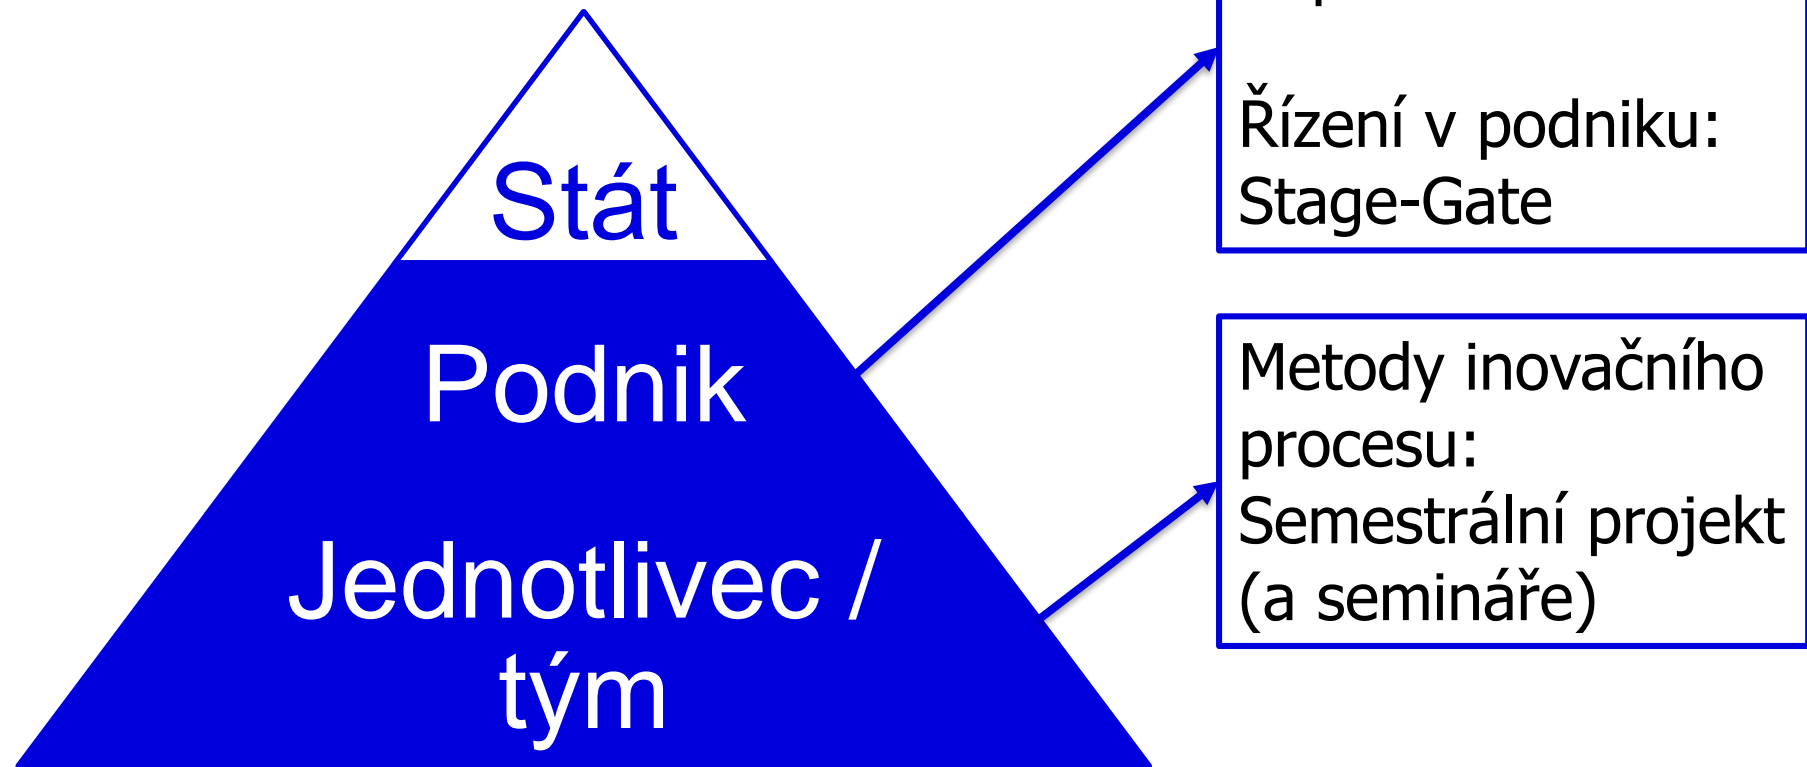 Stát
Podnik
Jednotlivec /
tým
Řízení v podniku:
Stage-Gate
Metody inovačního
procesu:
Semestrální projekt
(a semináře)